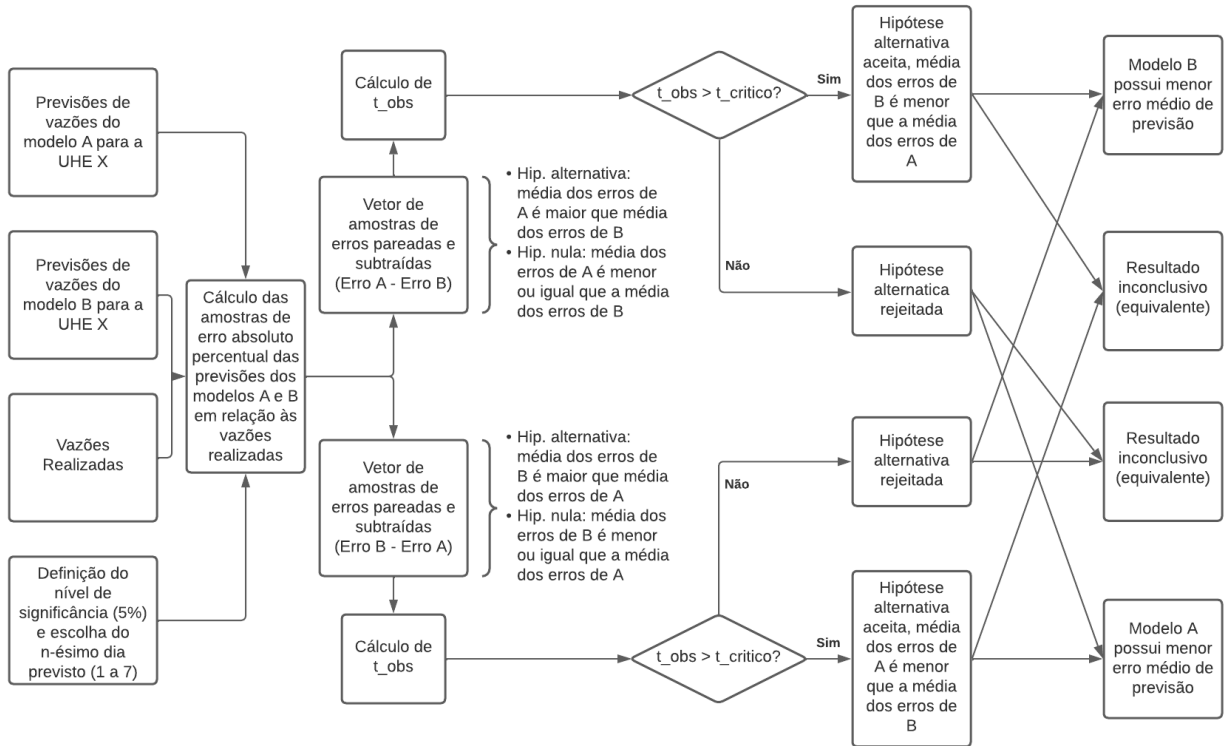 Previsões de
vazões do
modelo A para a
UHE X
Previsões de
vazões do
modelo B para a
UHE X
Vazões
Realizadas
Definição do
nível de
significância (5%)
e escolha do
n-ésimo dia
previsto (1 a 7)
Cálculo das
amostras de
erro absoluto
percentual das
previsões dos
modelos A e B
em relação às
vazões
realizadas
Cálculo de
t_obs
Vetor de
amostras de
erros pareadas e
subtraídas
(Erro A - Erro B)
• Hip. alternativa:
média dos erros de
A é maior que média
dos erros de B
• Hip. nula: média dos
erros de A é menor
ou igual que a média
dos erros de B
Vetor de
amostras de
erros pareadas e
subtraídas
(Erro B - Erro A)
• Hip. alternativa:
média dos erros de
B é maior que média
dos erros de A
• Hip. nula: média dos
erros de B é menor
ou igual que a média
dos erros de A
Cálculo de
t_obs
t_obs > t_critico?
Sim
Não
Hipótese
alternativa
aceita, média
dos erros de
B é menor
que a média
dos erros de
A
Hipótese
alternatica
rejeitada
Não
Hipótese
alternativa
rejeitada
t_obs > t_critico?
Sim
Hipótese
alternativa
aceita, média
dos erros de
A é menor
que a média
dos erros de
B
Modelo B
possui menor
erro médio de
previsão
Resultado
inconclusivo
(equivalente)
Resultado
inconclusivo
(equivalente)
Modelo A
possui menor
erro médio de
previsão